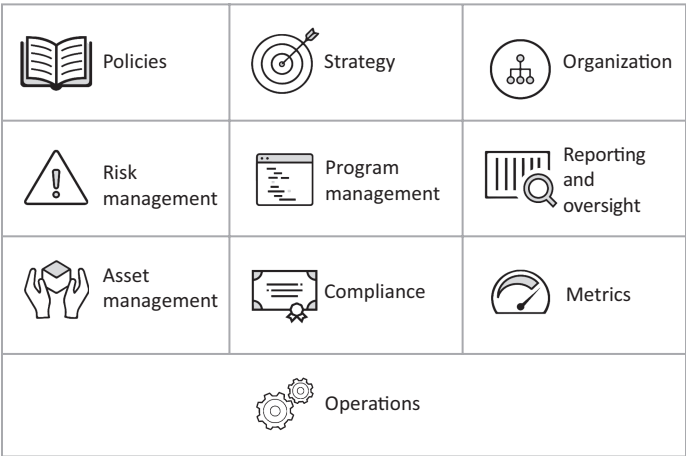 Policies
Strategy
Organization
Risk
management
Program
management
Reporting
and
oversight
Asset
management
Compliance
Metrics
Operations